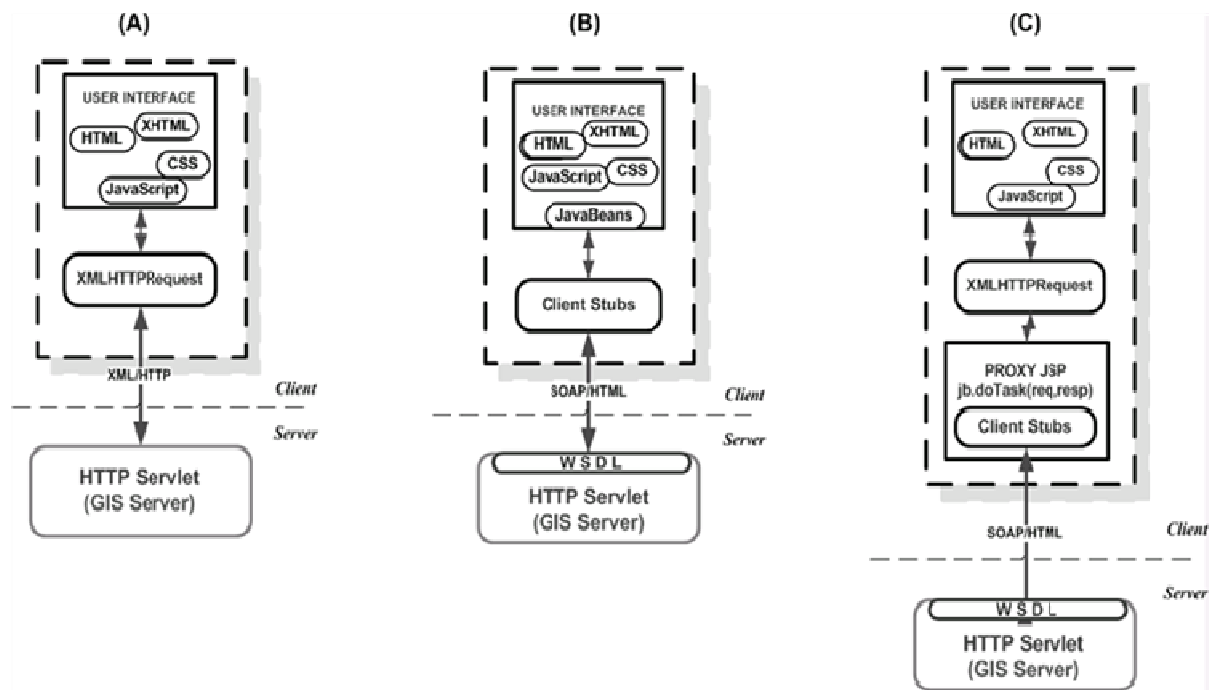 (A)
USER INTERFACE
HTML
XHTML
CSS
JavaScript
XMLHTTPRequest
XML/HTTP
Client
Server
HTTP Servlet
(GIS Server)
(B)
USER INTERFACE
HTML
XHTML
JavaScript
CSS
JavaBeans
Client Stubs
SOAP/HTML
Client
Server
W S D L
HTTP Servlet
(GIS Server)
(C)
USER INTERFACE
HTML
XHTML
CSS
JavaScript
XMLHTTPRequest
PROXY JSP
jb.doTask(req,resp)
Client Stubs
SOAP/HTML
Client
Server
W S D L
HTTP Servlet
(GIS Server)